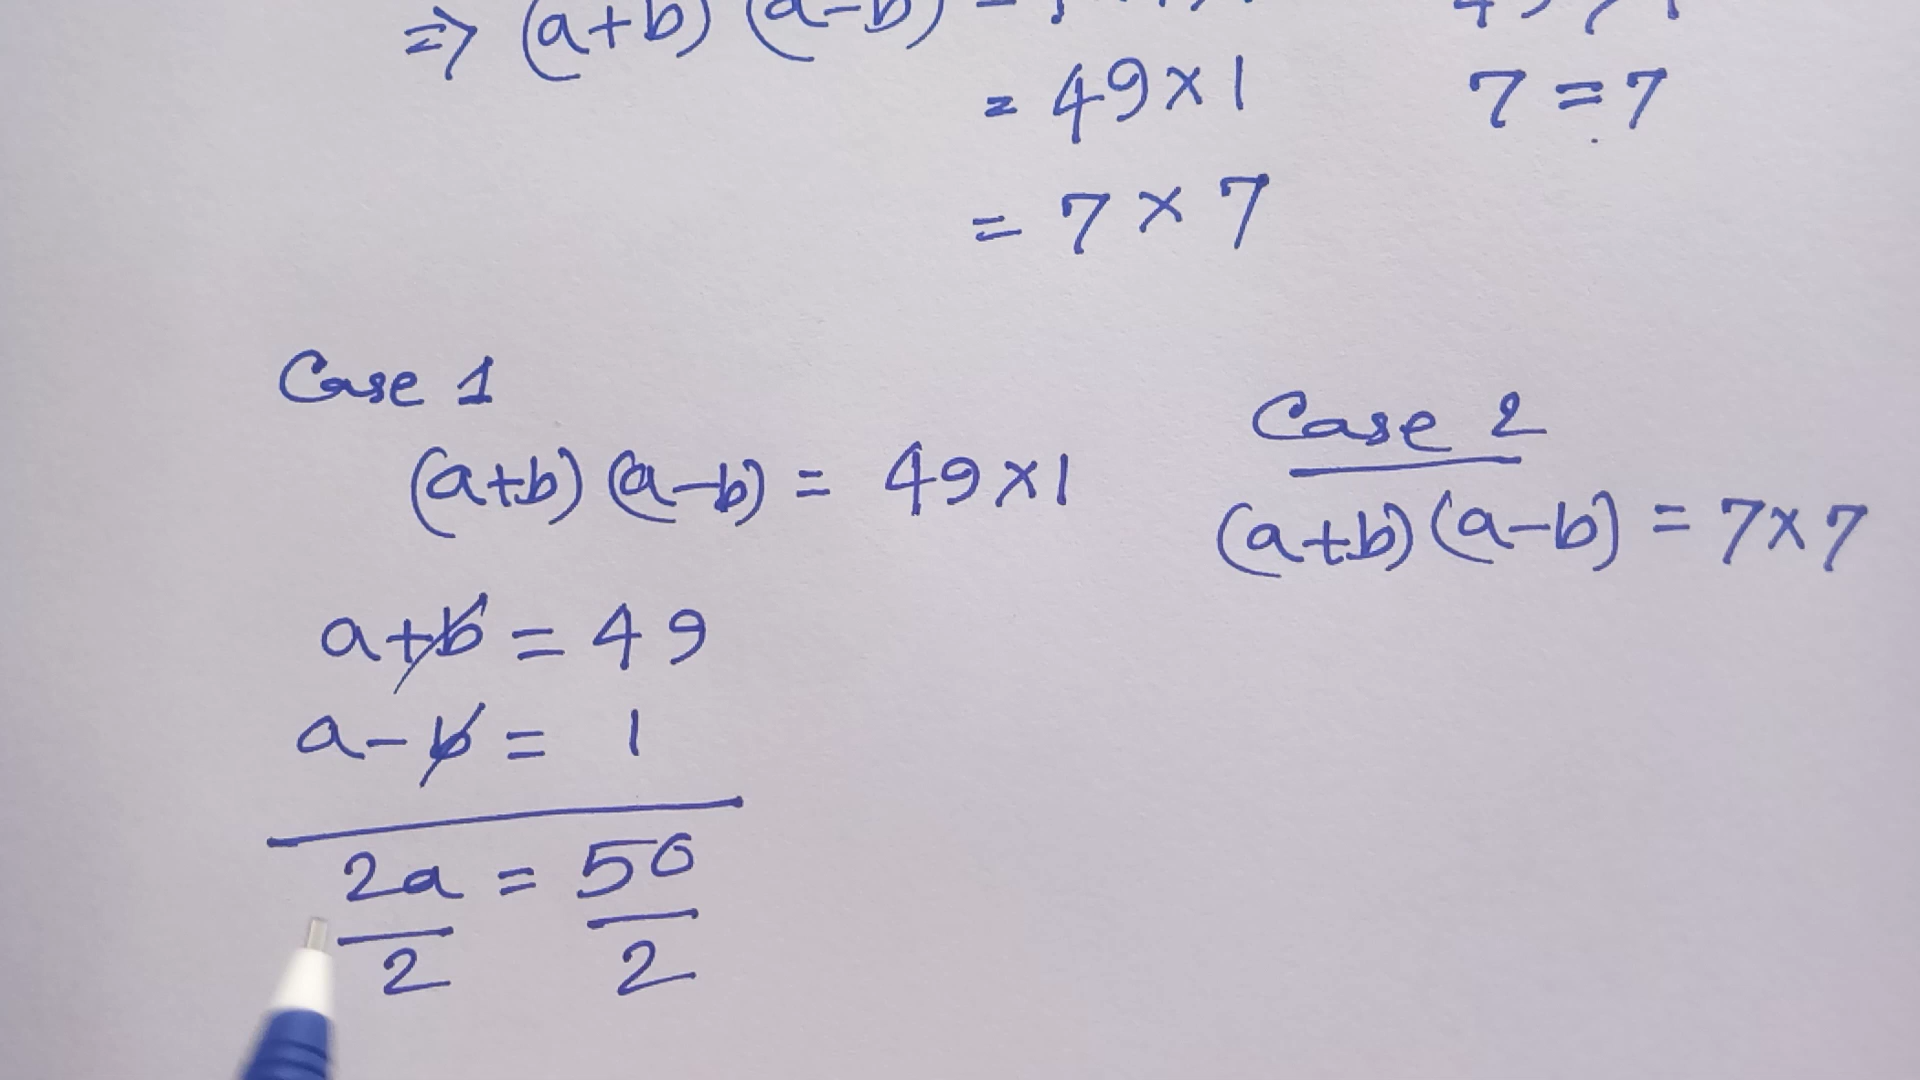 ⇒ (a+b) (a-b) =
= 49×1
7=7
= 7×7
Case 1
(a+b) (a-b) = 49×1
a+b = 49
a-b = 1
2a = 50
2 2
Case 2
(a+b) (a-b) = 7×7